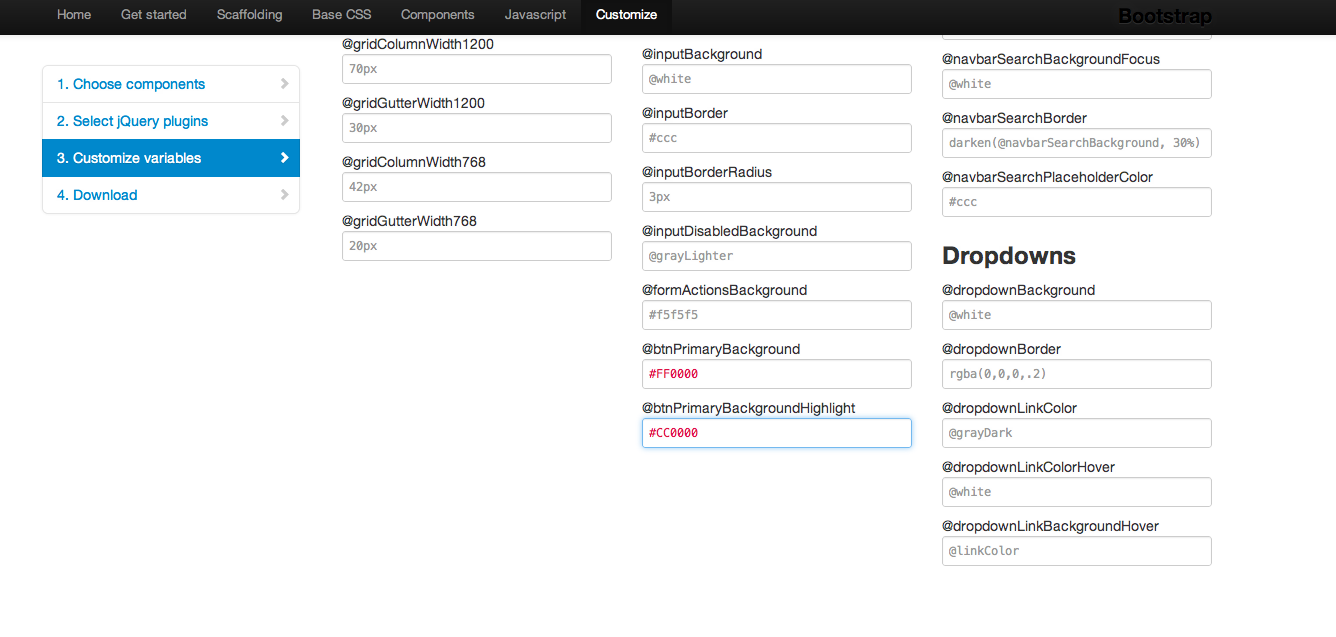 Home Get started Scaffolding Base CSS Components Javascript Customize Bootstrap
1. Choose components
2. Select jQuery plugins
3. Customize variables
4. Download
@gridColumnWidth1200
70px
@gridGutterWidth1200
30px
@gridColumnWidth768
42px
@gridGutterWidth768
20px
@inputBackground
@white
@inputBorder
#ccc
@inputBorderRadius
3px
@inputDisabledBackground
@grayLighter
@formActionsBackground
#f5f5f5
@btnPrimaryBackground
#FF0000
@btnPrimaryBackgroundHighlight
#CC0000
@navbarSearchBackgroundFocus
@white
@navbarSearchBorder
darken(@navbarSearchBackground, 30%)
@navbarSearchPlaceholderColor
#ccc
Dropdowns
@dropdownBackground
@white
@dropdownBorder
rgba(0,0,0,.2)
@dropdownLinkColor
@grayDark
@dropdownLinkColorHover
@white
@dropdownLinkBackgroundHover
@linkColor